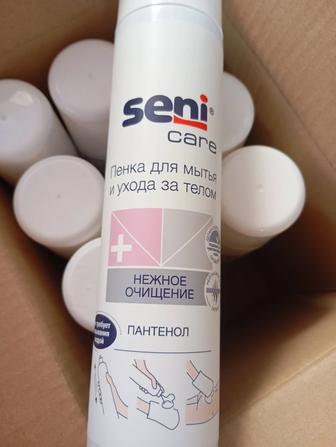 seni®
care
Пенка для мытья
и ухода за телом
НЕЖНОЕ
ОЧИЩЕНИЕ
ПАНТЕНОЛ